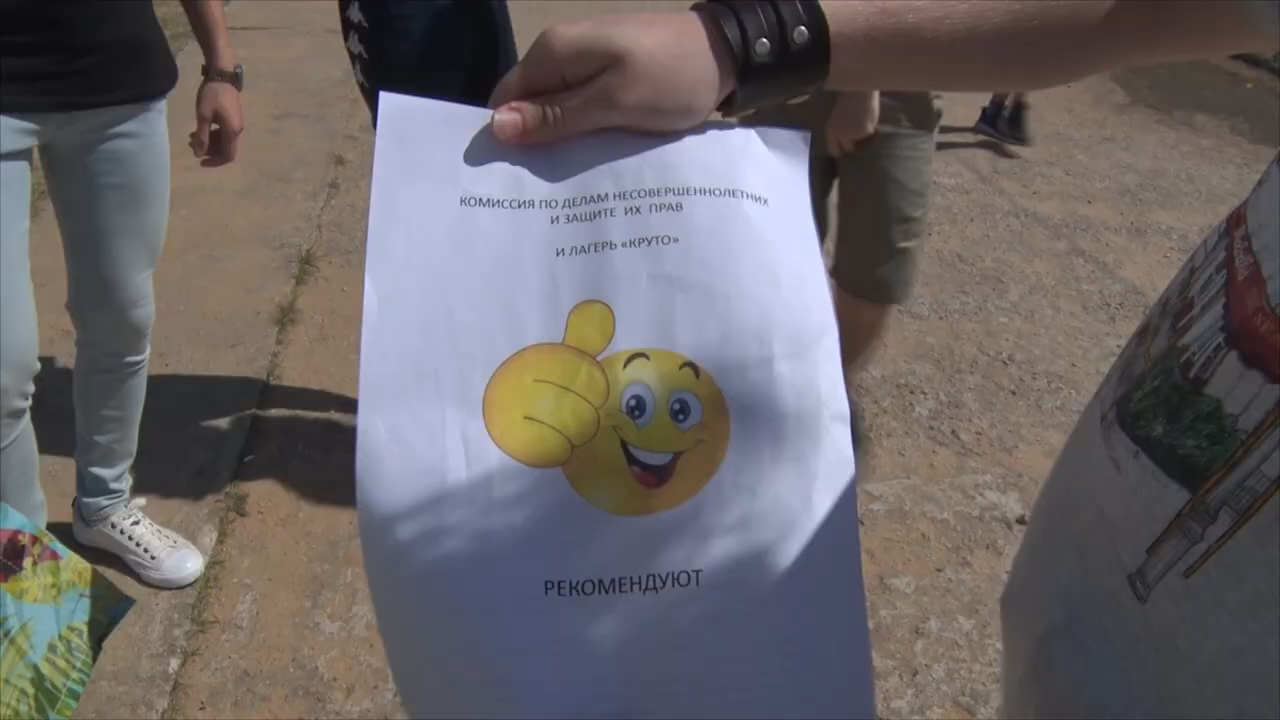 КОМИССИЯ ПО ДЕЛАМ НЕСОВЕРШЕННОЛЕТНИХ
И ЗАЩИТЕ ИХ ПРАВ
И ЛАГЕРЬ «КРУТО»
РЕКОМЕНДУЮТ